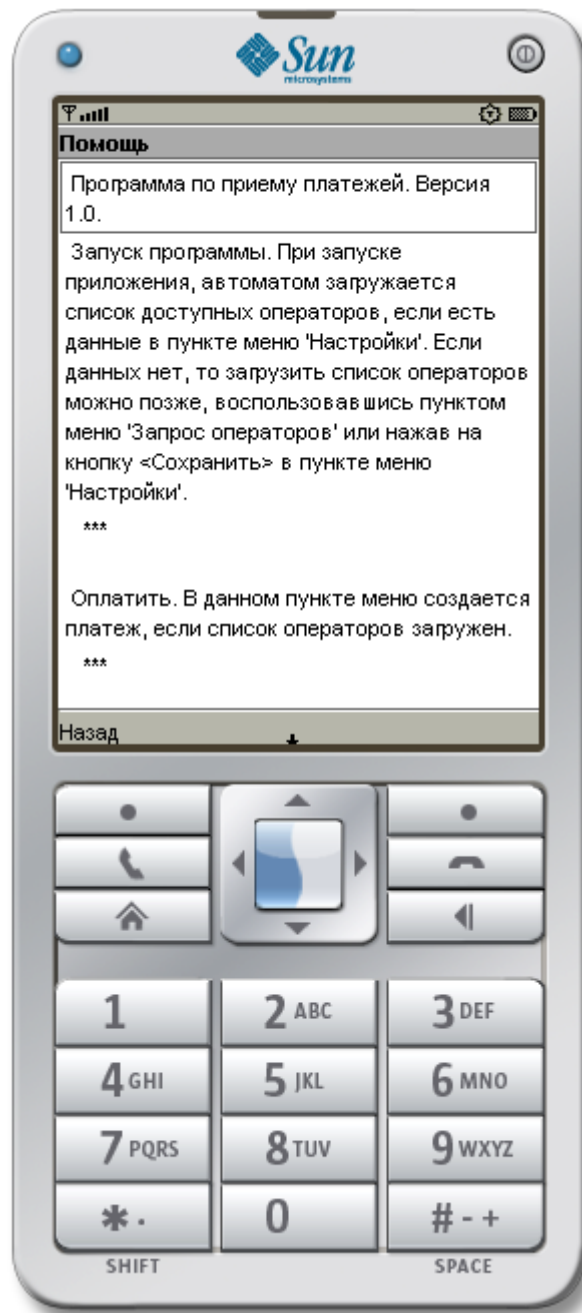 Sun
microsystems
Помощь
Программа по приему платежей. Версия
1.0.
Запуск программы. При запуске
приложения, автоматом загружается
список доступных операторов, если есть
данные в пункте меню 'Настройки'. Если
данных нет, то загрузить список операторов
можно позже, воспользовавшись пунктом
меню 'Запрос операторов' или нажав на
кнопку <Сохранить> в пункте меню
'Настройки'.
***
Оплатить. В данном пункте меню создается
платеж, если список операторов загружен.
***
Назад
1 2 ABC 3 DEF
4 GHI 5 JKL 6 MNO
7 PQRS 8 TUV 9 WXYZ
* . 0 # - +
SHIFT SPACE